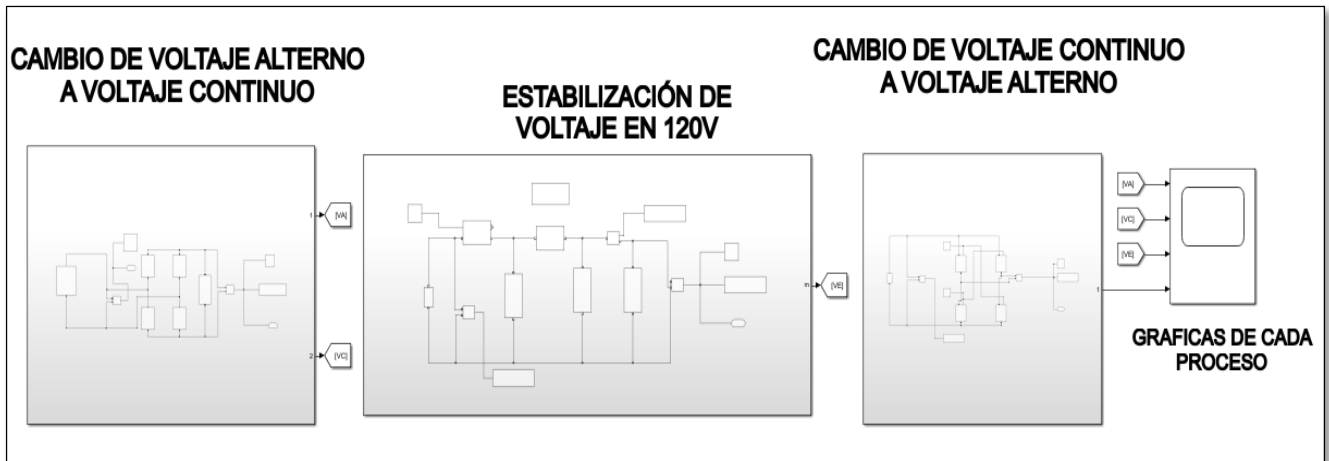 CAMBIO DE VOLTAJE ALTERNO
A VOLTAJE CONTINUO
ESTABILIZACIÓN DE
VOLTAJE EN 120V
CAMBIO DE VOLTAJE CONTINUO
A VOLTAJE ALTERNO
1
[VA]
2
[VC]
m
[VE]
1
[VA]
[VC]
[VE]
GRAFICAS DE CADA
PROCESO